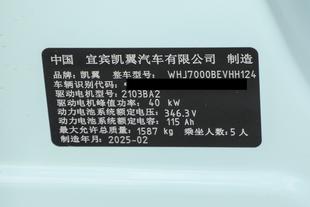 中国 宜宾凯翼汽车有限公司 制造
品牌：凯翼 整车型号：WHJ7000BEVHH124
车辆识别代号：*
驱动电机型号：2103BA2
驱动电机峰值功率：40 kW
动力电池系统额定电压：346.3V
动力电池系统额定容量：115 Ah
最大允许总质量：1587 kg 乘坐人数：5人
制造年月：2025-02